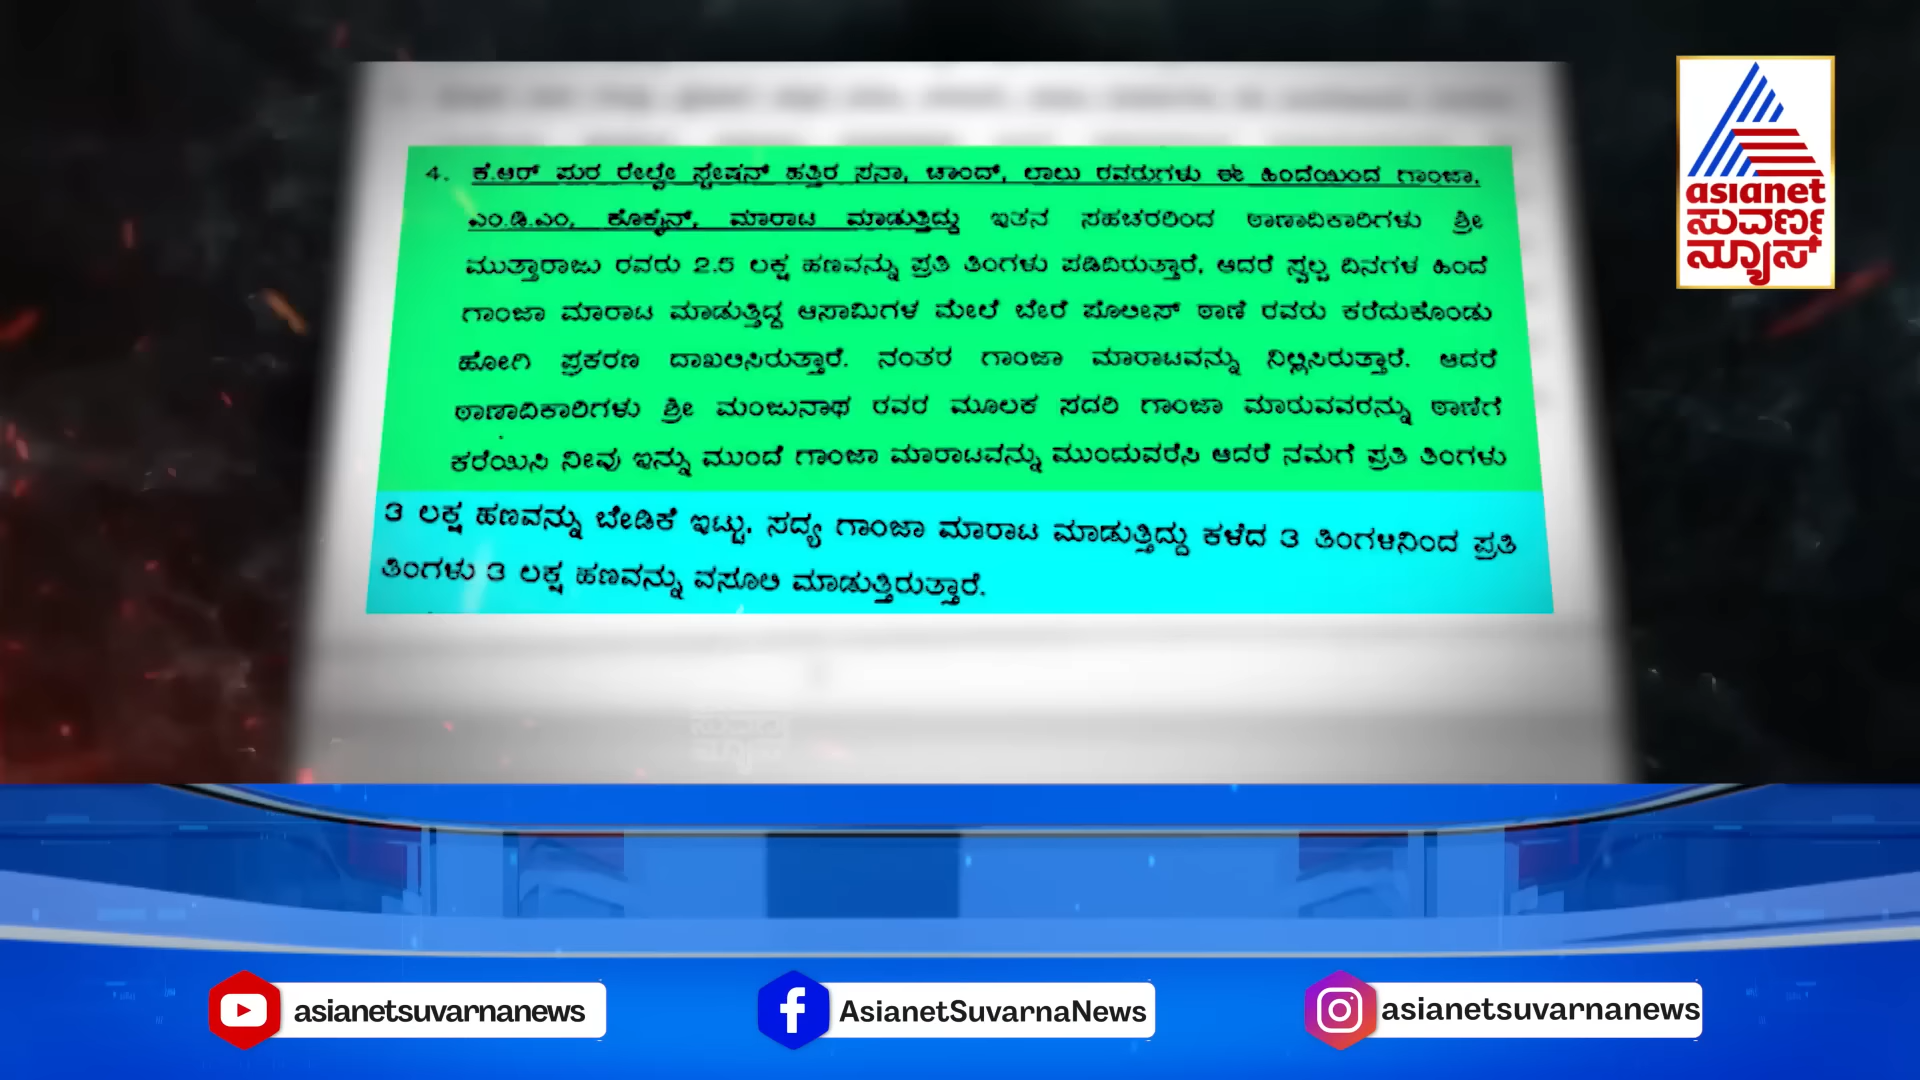 asianet
ಸುವರ್ಣ
ನ್ಯೂಸ್
4. ಕೆ.ಆರ್ ಪುರ ರೇಲ್ವೇ ಸ್ಟೇಷನ್ ಹತ್ತಿರ ಸನಾ, ಚಾಂದ್, ಲಾಲು ರವರುಗಳು ಈ ಹಿಂದೆಯಿಂದ ಗಾಂಜಾ,
ಎಂ.ಡಿ.ಎಂ, ಕೊಕೈನ್, ಮಾರಾಟ ಮಾಡುತ್ತಿದ್ದು ಇತನ ಸಹಚರರಿಂದ ಠಾಣಾದಿಕಾರಿಗಳು ಶ್ರೀ
ಮುತ್ತಾರಾಜು ರವರು 2.5 ಲಕ್ಷ ಹಣವನ್ನು ಪ್ರತಿ ತಿಂಗಳು ಪಡಿದಿರುತ್ತಾರೆ, ಆದರೆ ಸ್ವಲ್ಪ ದಿನಗಳ ಹಿಂದೆ
ಗಾಂಜಾ ಮಾರಾಟ ಮಾಡುತ್ತಿದ್ದ ಆಸಾಮಿಗಳ ಮೇಲೆ ಬೇರೆ ಪೊಲೀಸ್ ಠಾಣೆ ರವರು ಕರೆದುಕೊಂಡು
ಹೋಗಿ ಪ್ರಕರಣ ದಾಖಲಿಸಿರುತ್ತಾರೆ. ನಂತರ ಗಾಂಜಾ ಮಾರಾಟವನ್ನು ನಿಲ್ಲಿಸಿರುತ್ತಾರೆ. ಆದರೆ
ಠಾಣಾದಿಕಾರಿಗಳು ಶ್ರೀ ಮಂಜುನಾಥ ರವರ ಮೂಲಕ ಸದರಿ ಗಾಂಜಾ ಮಾರುವವರನ್ನು ಠಾಣೆಗೆ
ಕರೆಯಿಸಿ ನೀವು ಇನ್ನು ಮುಂದೆ ಗಾಂಜಾ ಮಾರಾಟವನ್ನು ಮುಂದುವರೆಸಿ ಆದರೆ ನಮಗೆ ಪ್ರತಿ ತಿಂಗಳು
3 ಲಕ್ಷ ಹಣವನ್ನು ಬೇಡಿಕೆ ಇಟ್ಟು. ಸದ್ಯ ಗಾಂಜಾ ಮಾರಾಟ ಮಾಡುತ್ತಿದ್ದು ಕಳೆದ 3 ತಿಂಗಳಿನಿಂದ ಪ್ರತಿ
ತಿಂಗಳು 3 ಲಕ್ಷ ಹಣವನ್ನು ವಸೂಲಿ ಮಾಡುತ್ತಿರುತ್ತಾರೆ.
asianetsuvarnanews
AsianetSuvarnaNews
asianetsuvarnanews